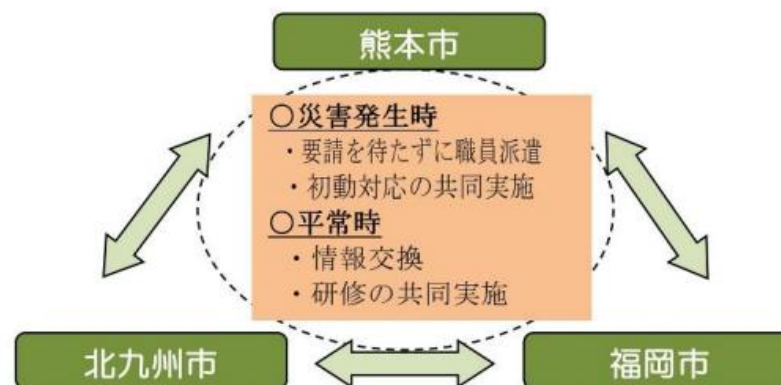 熊本市
○災害発生時
・要請を待たずに職員派遣
・初動対応の共同実施
○平常時
・情報交換
・研修の共同実施
北九州市
福岡市